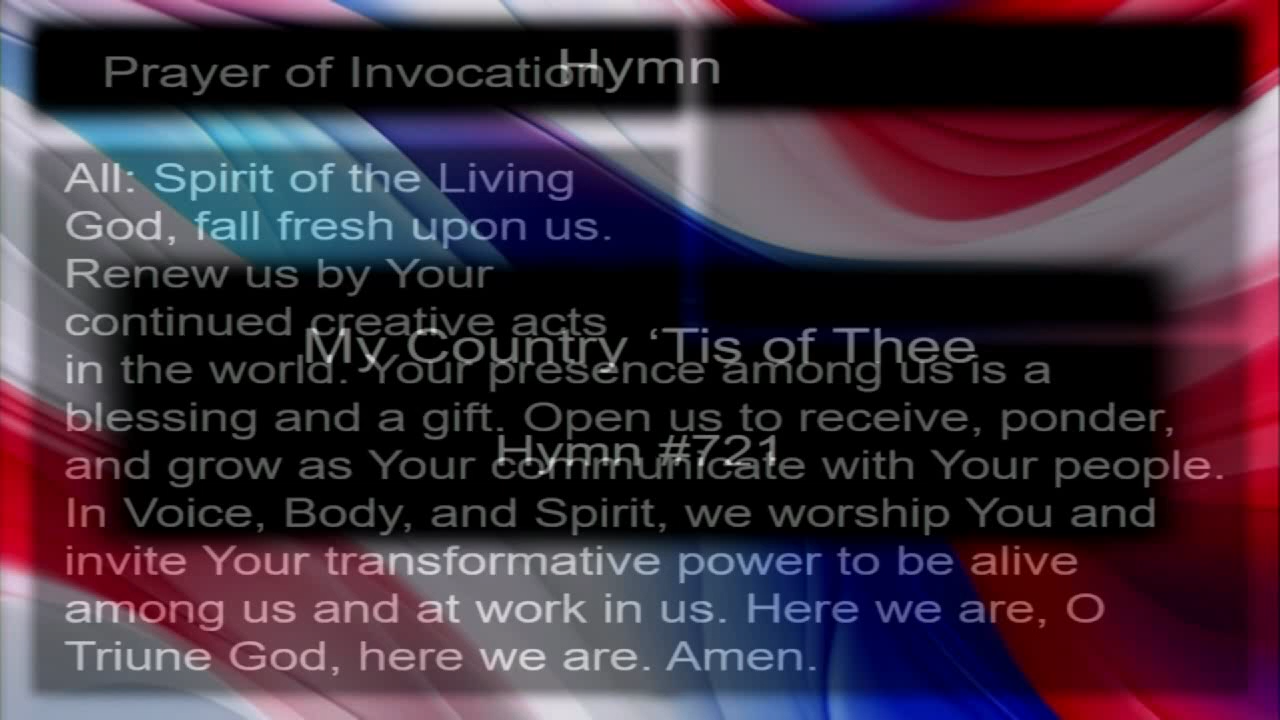 Prayer of Invocation
Hymn
All: Spirit of the Living
God, fall fresh upon us.
Renew us by Your
continued creative acts
in the world. Your presence among us is a
blessing and a gift. Open us to receive, ponder,
and grow as Your communicate with Your people.
In Voice, Body, and Spirit, we worship You and
invite Your transformative power to be alive
among us and at work in us. Here we are, O
Triune God, here we are. Amen.
My Country ‘Tis of Thee
Hymn #721